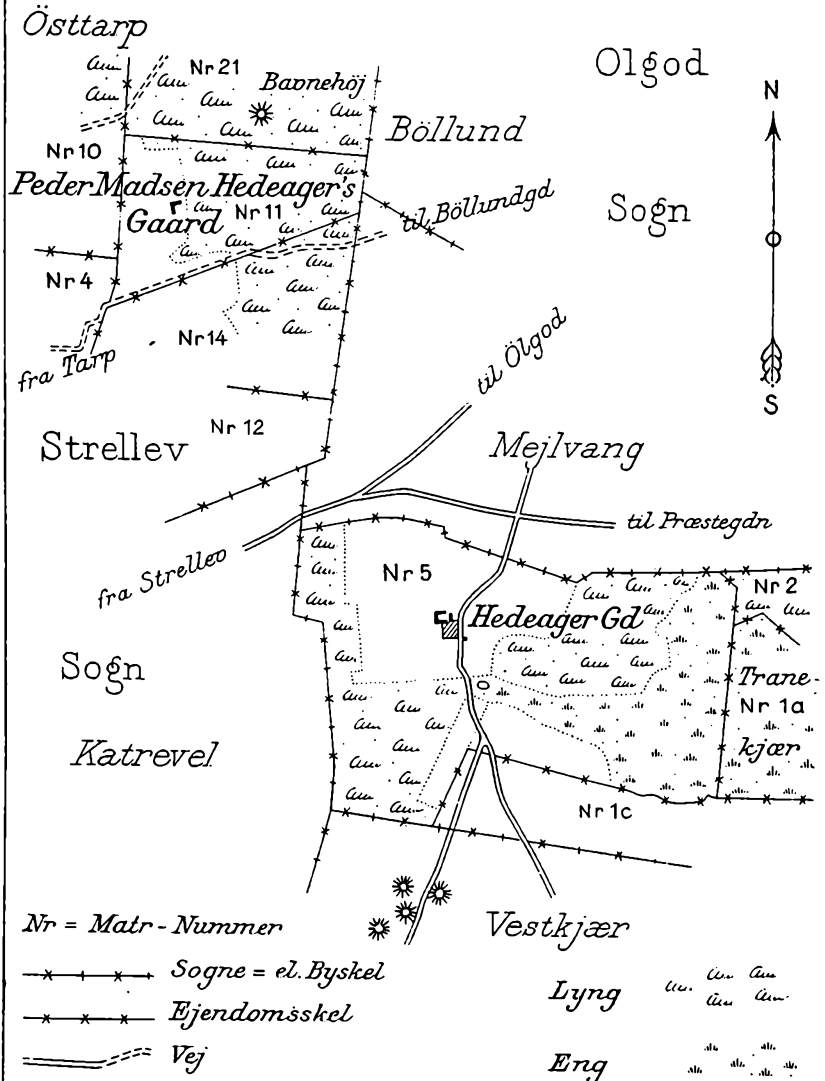 Östtarp
Nr 21
Bavnehöj
Olgod
N
Böllund
Nr 10
Peder Madsen Hedeager's
Gaard
Nr 11
til Böllundgd
Sogn
Nr 4
Nr 14
fra Tarp
S
til Ölgod
Nr 12
Strellev
Mejlvang
til Præstegdn
fra Strellev
Nr 5
Nr 2
Hedeager Gd
Sogn
Trane-
Nr 1a
kjær
Katrevel
Nr 1c
Vestkjær
Nr = Matr - Nummer
Sogne = el. Byskel
Lyng
Ejendomsskel
Vej
Eng